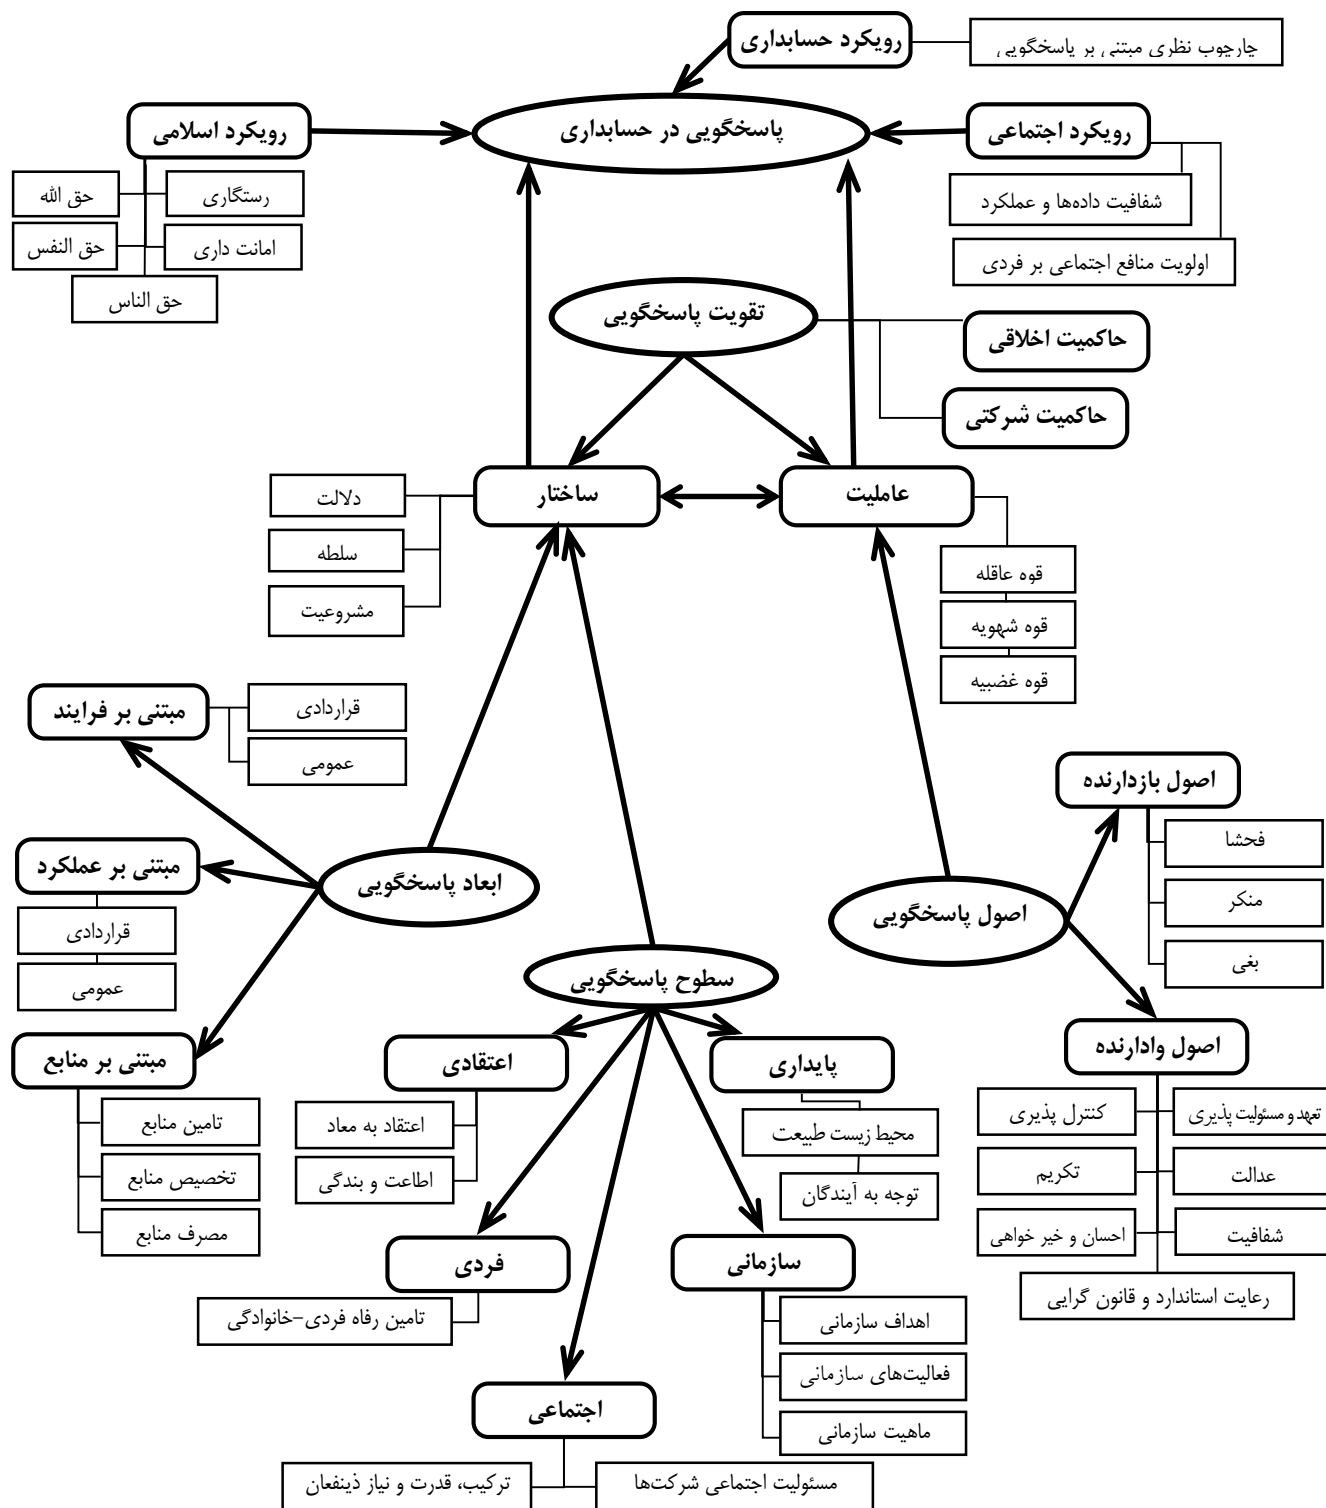 رویکرد حسابداری
چارچوب نظری مبتنی بر پاسخگویی
پاسخگویی در حسابداری
رویکرد اجتماعی
شفافیت داده‌ها و عملکرد
اولویت منافع اجتماعی بر فردی
رویکرد اسلامی
رستگاری
حق الله
امانت داری
حق النفس
حق الناس
تقویت پاسخگویی
حاکمیت اخلاقی
حاکمیت شرکتی
عاملیت
قوه عاقله
قوه شهویه
قوه غضبیه
ساختار
دلالت
سلطه
مشروعیت
مبتنی بر فرایند
قراردادی
عمومی
ابعاد پاسخگویی
مبتنی بر عملکرد
قراردادی
عمومی
مبتنی بر منابع
تامین منابع
تخصیص منابع
مصرف منابع
اصول پاسخگویی
اصول بازدارنده
فحشا
منکر
بغی
اصول وادارنده
تعهد و مسئولیت پذیری
کنترل پذیری
عدالت
تکریم
شفافیت
احسان و خیر خواهی
رعایت استاندارد و قانون گرایی
سطوح پاسخگویی
پایداری
محیط زیست طبیعت
توجه به آیندگان
اعتقادی
اعتقاد به معاد
اطاعت و بندگی
سازمانی
اهداف سازمانی
فعالیت‌های سازمانی
ماهیت سازمانی
فردی
تامین رفاه فردی-خانوادگی
اجتماعی
مسئولیت اجتماعی شرکت‌ها
ترکیب، قدرت و نیاز ذینفعان